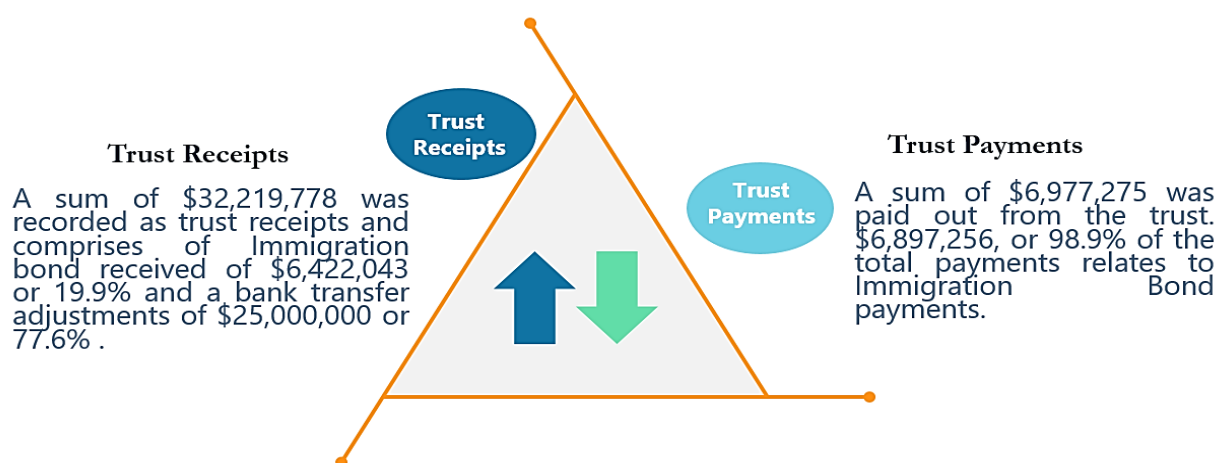 Trust Receipts
A sum of $32,219,778 was
recorded as trust receipts and
comprises of Immigration
bond received of $6,422,043
or 19.9% and a bank transfer
adjustments of $25,000,000 or
77.6% .
Trust
Receipts
Trust
Payments
Trust Payments
A sum of $6,977,275 was
paid out from the trust.
$6,897,256, or 98.9% of the
total payments relates to
Immigration Bond
payments.